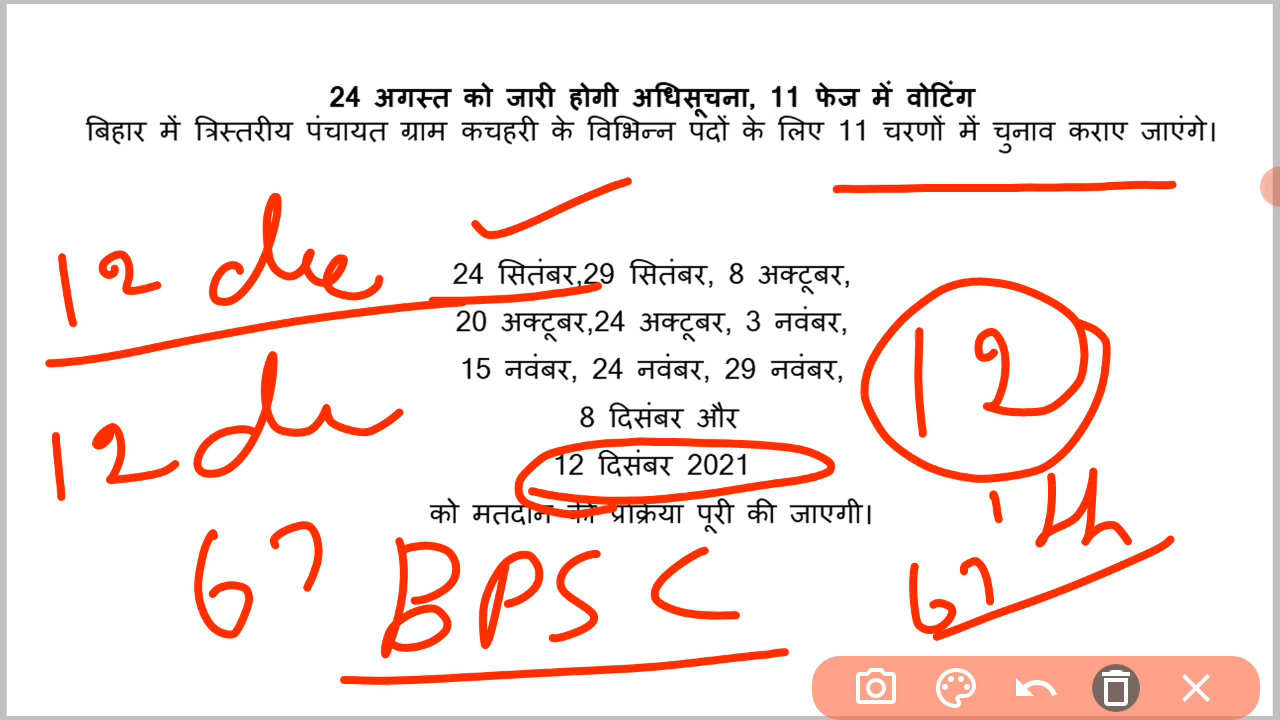 24 अगस्त को जारी होगी अधिसूचना, 11 फेज में वोटिंग
बिहार में त्रिस्तरीय पंचायत ग्राम कचहरी के विभिन्न पदों के लिए 11 चरणों में चुनाव कराए जाएंगे।
24 सितंबर,29 सितंबर, 8 अक्टूबर,
20 अक्टूबर,24 अक्टूबर, 3 नवंबर,
15 नवंबर, 24 नवंबर, 29 नवंबर,
8 दिसंबर और
12 दिसंबर 2021
को मतदान की प्रक्रिया पूरी की जाएगी।
12 dec
12 dec
12
67 BPSC
67 th